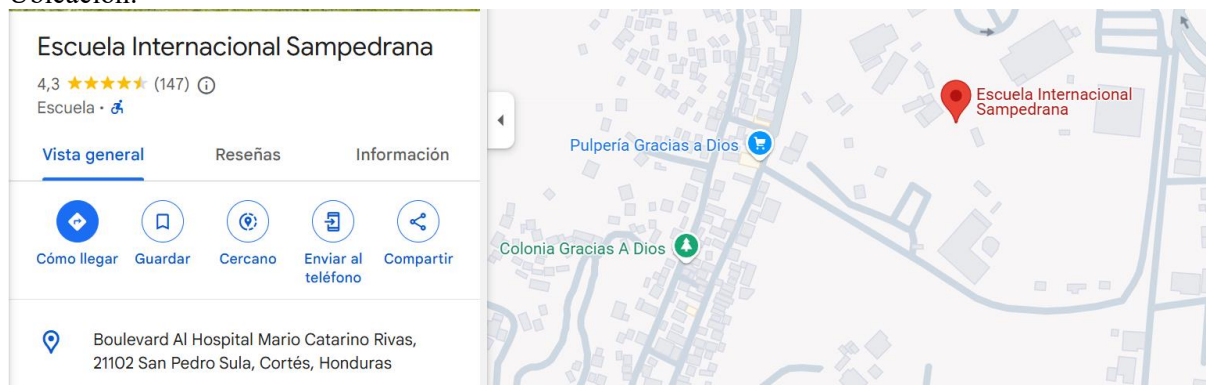 Ubicación:
Escuela Internacional Sampedrana
4,3 ★★★★★ (147)
Escuela ·
Vista general
Reseñas
Información
Cómo llegar
Guardar
Cercano
Enviar al
teléfono
Compartir
Boulevard Al Hospital Mario Catarino Rivas,
21102 San Pedro Sula, Cortés, Honduras
Escuela Internacional
Sampedrana
Pulpería Gracias a Dios
Colonia Gracias A Dios